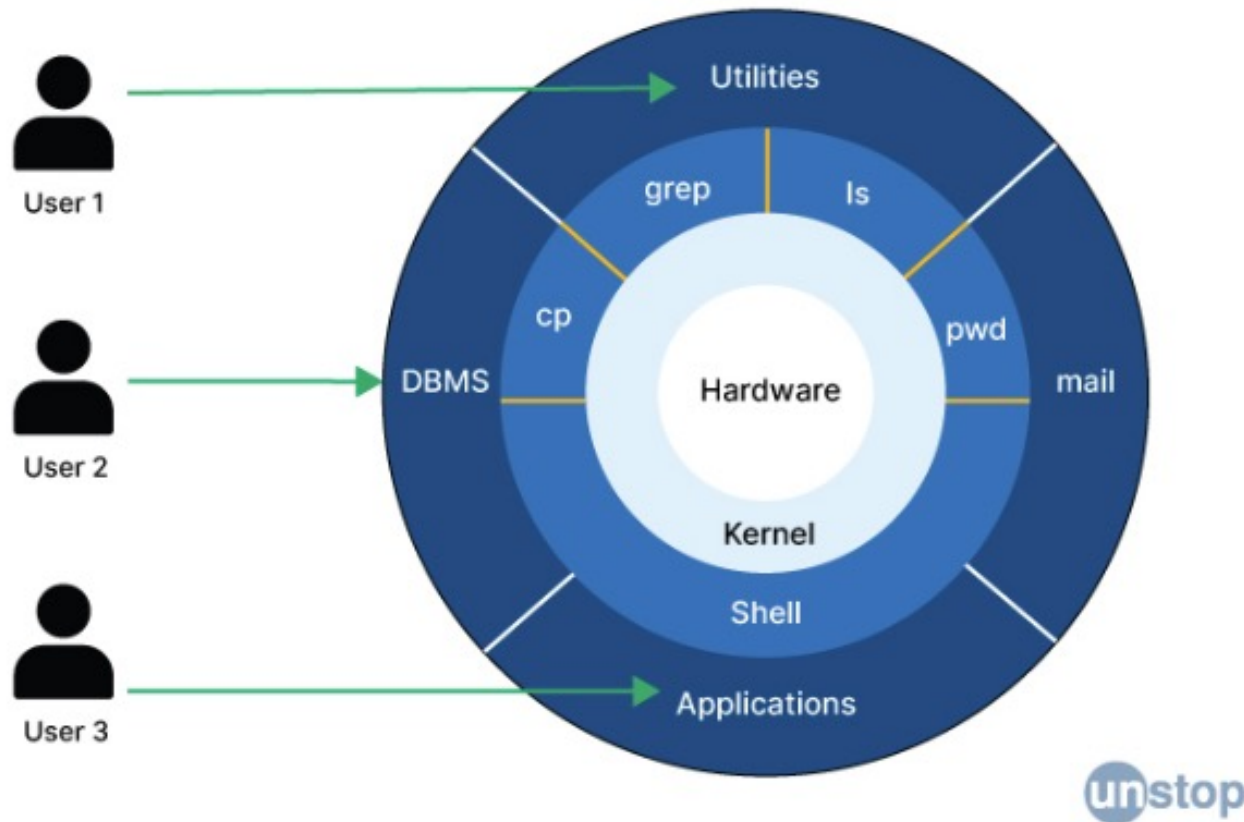 Utilities
User 1
grep
ls
cp
pwd
User 2
DBMS
Hardware
mail
Kernel
Shell
User 3
Applications
unstop